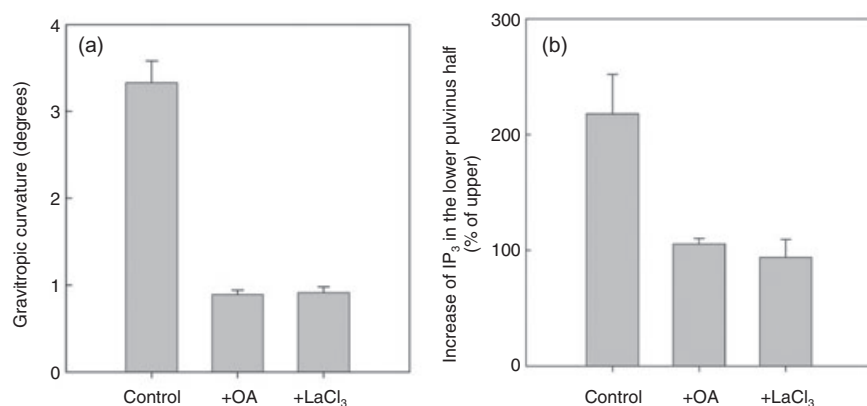 (a)
Gravitropic curvature (degrees)
4
3
2
1
0
Control +OA +LaCl₃
(b)
Increase of IP₃ in the lower pulvinus half
(% of upper)
300
200
100
0
Control +OA +LaCl₃